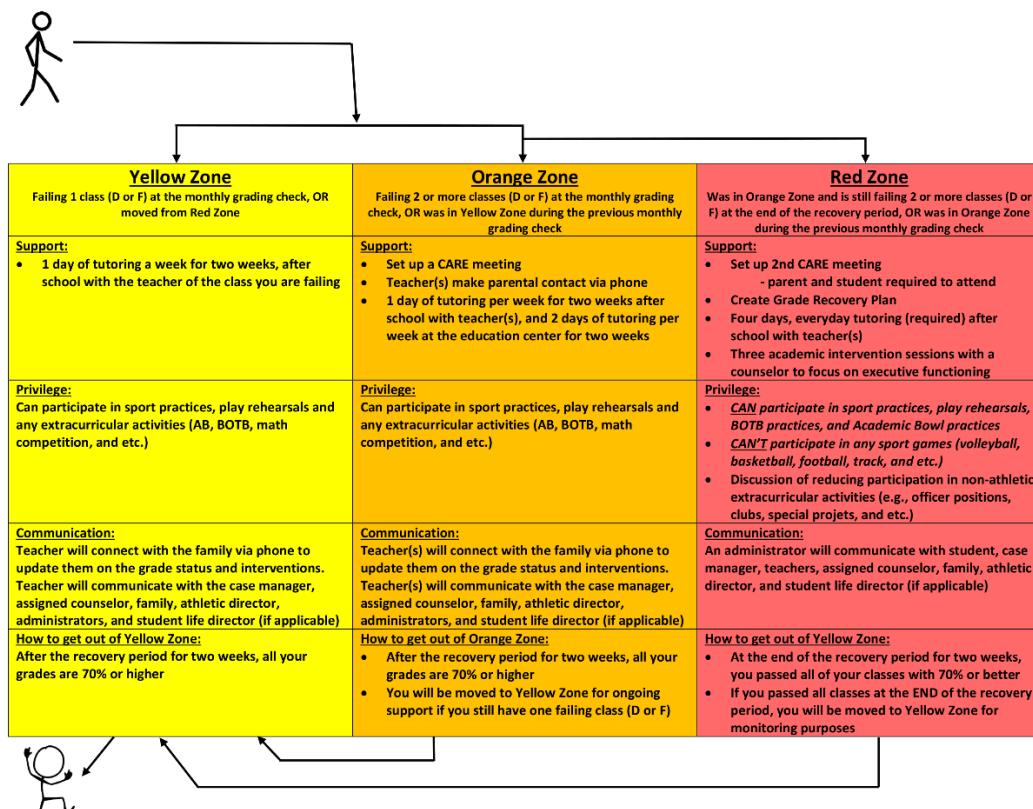 Yellow Zone
Failing 1 class (D or F) at the monthly grading check, OR
moved from Red Zone
Support:
• 1 day of tutoring a week for two weeks, after
school with the teacher of the class you are failing
Privilege:
Can participate in sport practices, play rehearsals and
any extracurricular activities (AB, BOTB, math
competition, and etc.)
Communication:
Teacher will connect with the family via phone to
update them on the grade status and interventions.
Teacher will communicate with the case manager,
assigned counselor, family, athletic director,
administrators, and student life director (if applicable)
How to get out of Yellow Zone:
After the recovery period for two weeks, all your
grades are 70% or higher
Orange Zone
Failing 2 or more classes (D or F) at the monthly grading
check, OR was in Yellow Zone during the previous monthly
grading check
Support:
• Set up a CARE meeting
• Teacher(s) make parental contact via phone
• 1 day of tutoring per week for two weeks after
school with teacher(s), and 2 days of tutoring per
week at the education center for two weeks
Privilege:
Can participate in sport practices, play rehearsals and
any extracurricular activities (AB, BOTB, math
competition, and etc.)
Communication:
Teacher(s) will connect with the family via phone to
update them on the grade status and interventions.
Teacher(s) will communicate with the case manager,
assigned counselor, family, athletic director,
administrators, and student life director (if applicable)
How to get out of Orange Zone:
• After the recovery period for two weeks, all your
grades are 70% or higher
• You will be moved to Yellow Zone for ongoing
support if you still have one failing class (D or F)
Red Zone
Was in Orange Zone and is still failing 2 or more classes (D or
F) at the end of the recovery period, OR was in Orange Zone
during the previous monthly grading check
Support:
• Set up 2nd CARE meeting
- parent and student required to attend
• Create Grade Recovery Plan
• Four days, everyday tutoring (required) after
school with teacher(s)
• Three academic intervention sessions with a
counselor to focus on executive functioning
Privilege:
• CAN participate in sport practices, play rehearsals,
BOTB practices, and Academic Bowl practices
• CAN'T participate in any sport games (volleyball,
basketball, football, track, and etc.)
• Discussion of reducing participation in non-athletic
extracurricular activities (e.g., officer positions,
clubs, special projets, and etc.)
Communication:
An administrator will communicate with student, case
manager, teachers, assigned counselor, family, athletic
director, and student life director (if applicable)
How to get out of Yellow Zone:
• At the end of the recovery period for two weeks,
you passed all of your classes with 70% or better
• If you passed all classes at the END of the recovery
period, you will be moved to Yellow Zone for
monitoring purposes